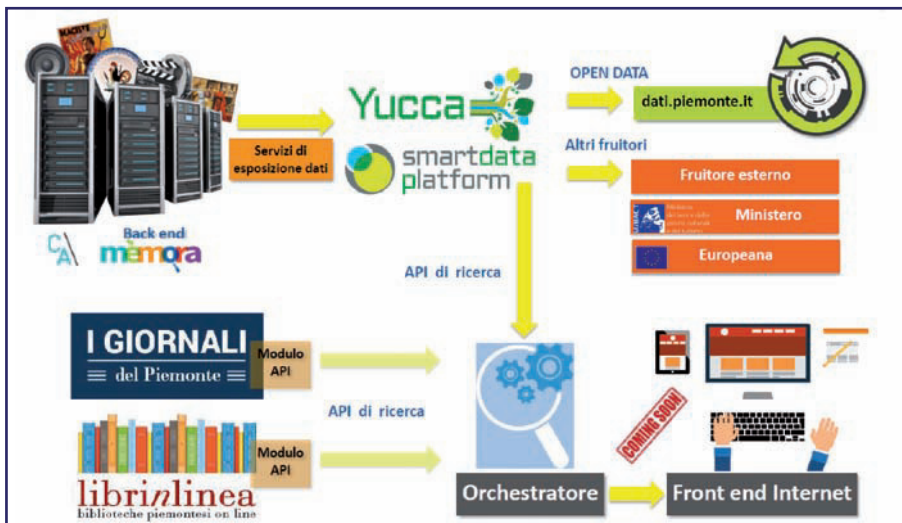 OPEN DATA
dati.piemonte.it
Yucca
Servizi di
esposizione dati
smartdata
platform
Altri fruitori
Fruitore esterno
Ministero
Europeana
CA
Back end
mèmora
API di ricerca
I GIORNALI
del Piemonte
Modulo
API
API di ricerca
Modulo
API
librinlinea
biblioteche piemontesi on line
COMING SOON
Orchestratore
Front end Internet